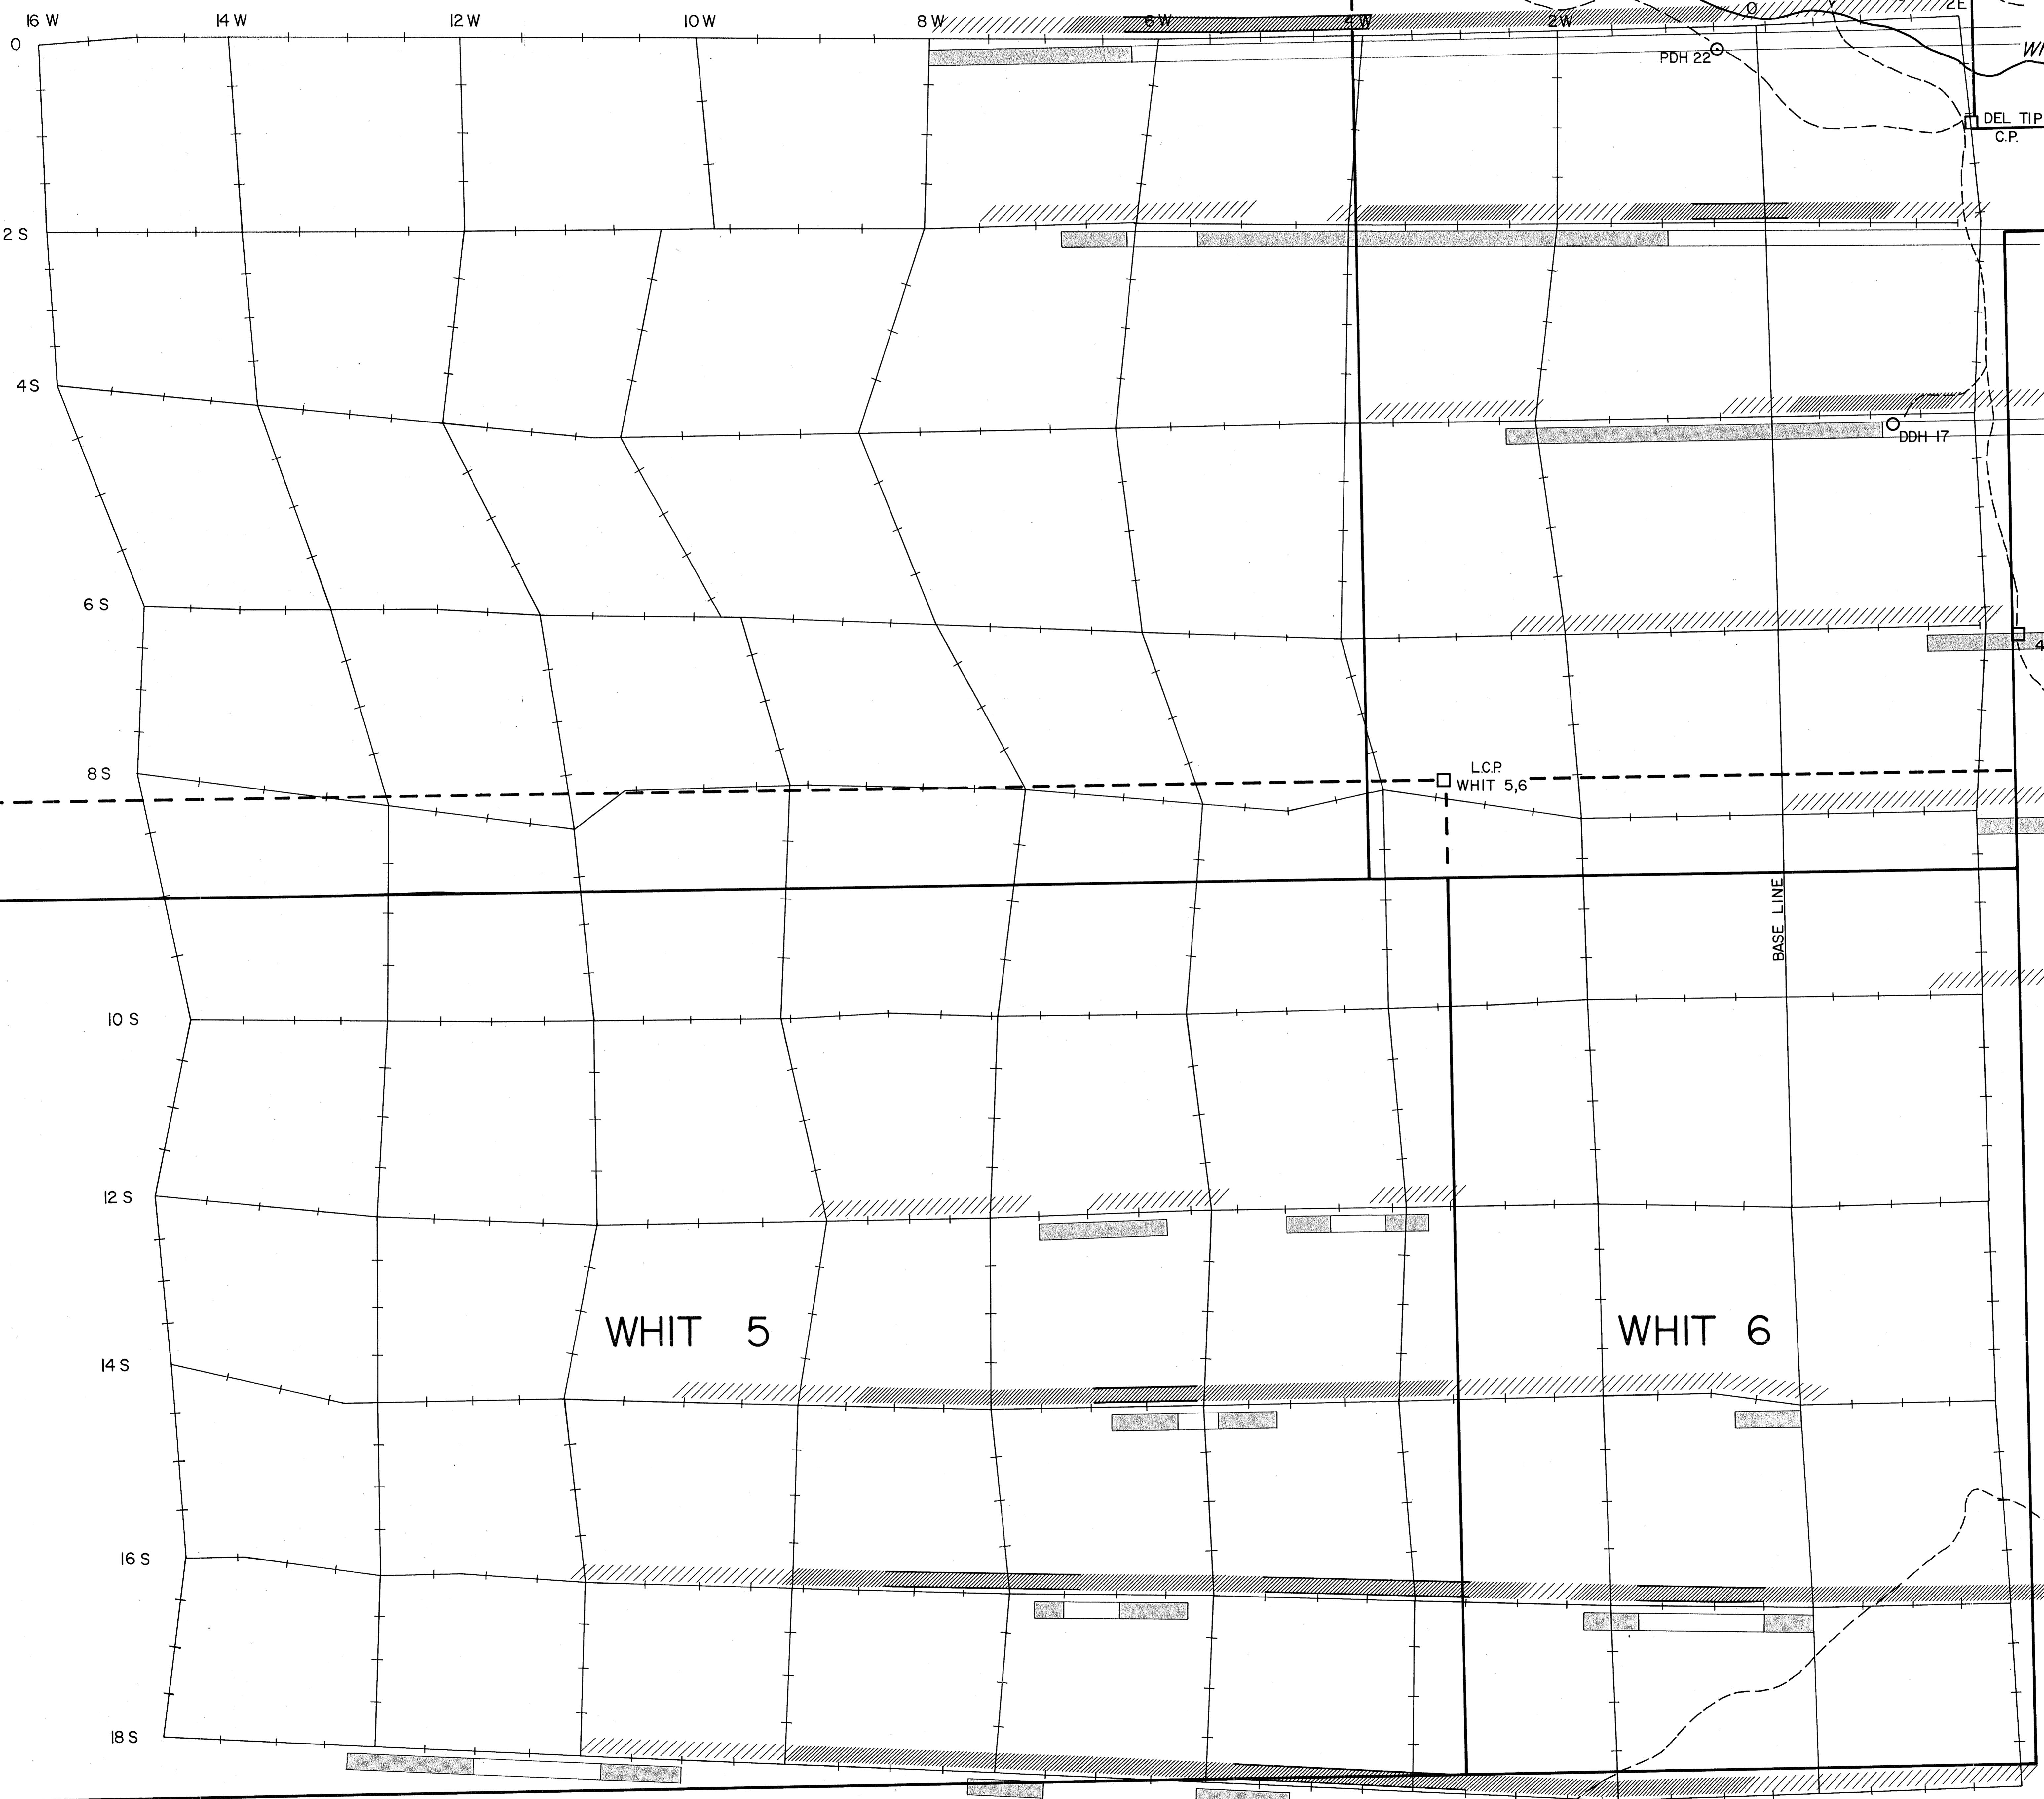 16 W 14 W 12 W 10 W 8 W 6 W 4 W 2 W 0 2E
0
PDH 22
DEL TIP
C.P.
2 S
4 S
DDH 17
6 S
4
8 S
L.C.P.
WHIT 5,6
BASE LINE
10 S
12 S
WHIT 5
WHIT 6
14 S
16 S
18 S